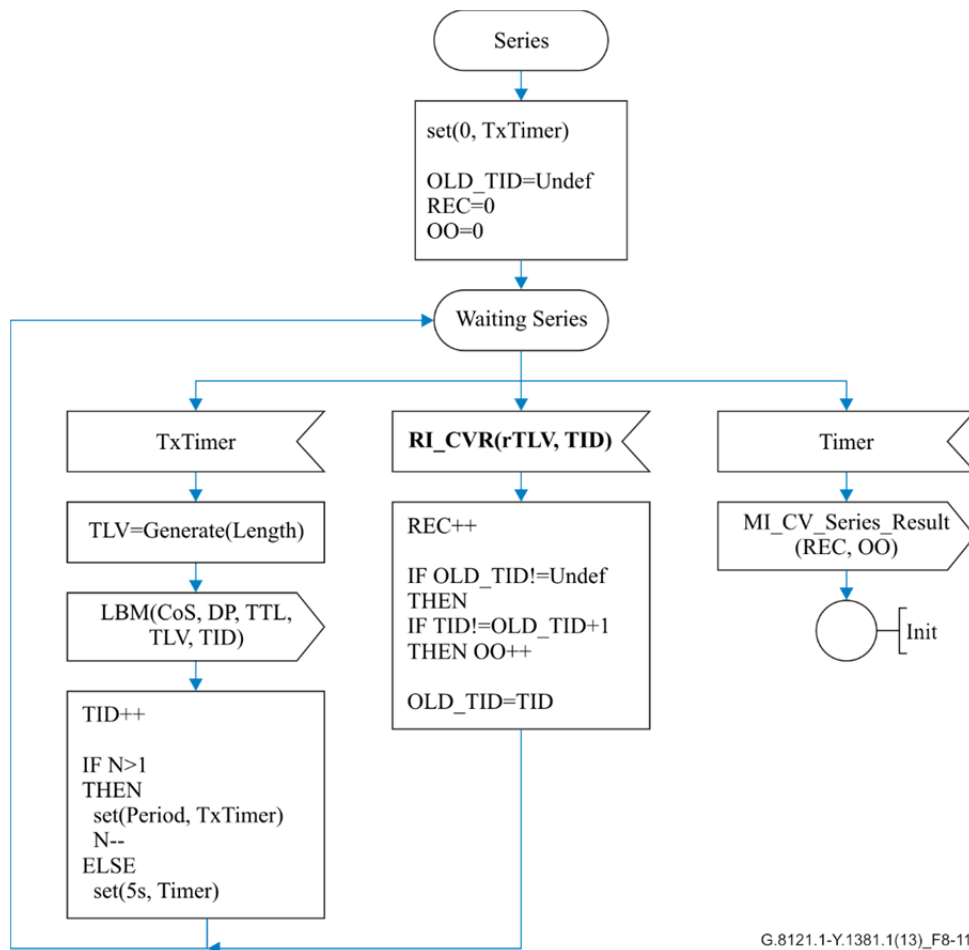 Series
set(0, TxTimer)
OLD_TID=Undef
REC=0
OO=0
Waiting Series
TxTimer
TLV=Generate(Length)
LBM(CoS, DP, TTL,
TLV, TID)
TID++
IF N>1
THEN
set(Period, TxTimer)
N--
ELSE
set(5s, Timer)
RI_CVR(rTLV, TID)
REC++
IF OLD_TID!=Undef
THEN
IF TID!=OLD_TID+1
THEN OO++
OLD_TID=TID
Timer
MI_CV_Series_Result
(REC, OO)
Init
G.8121.1-Y.1381.1(13)_F8-11